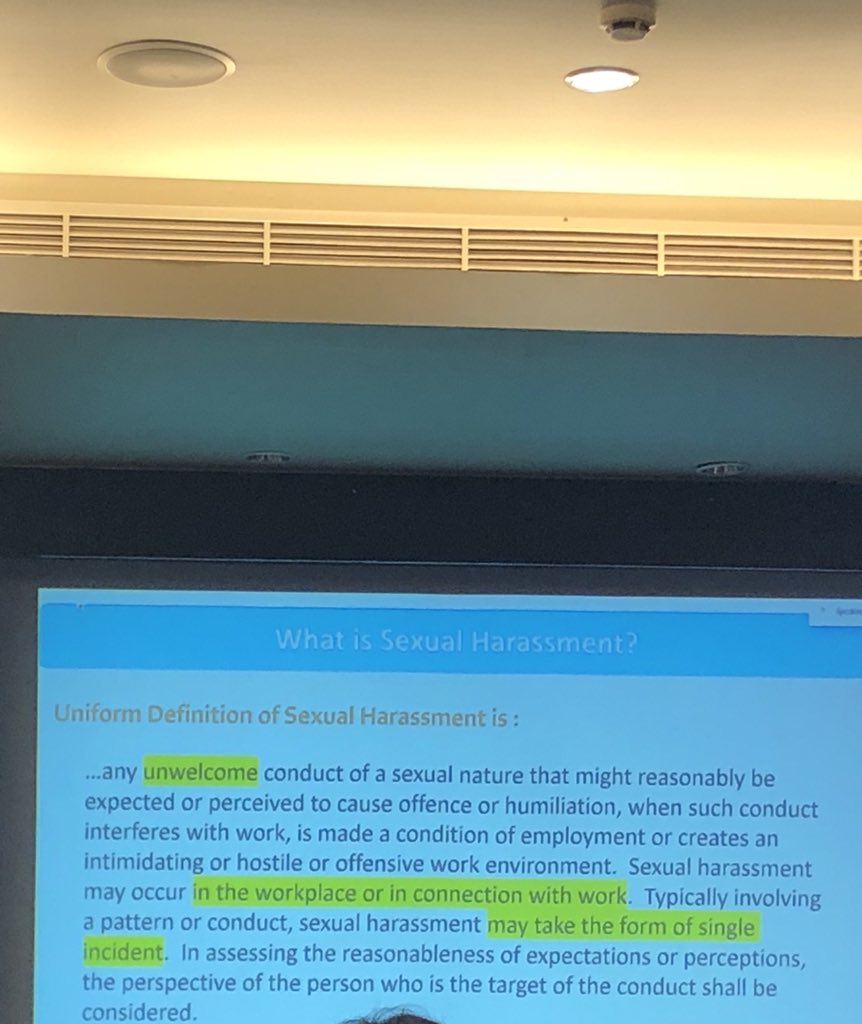 What is Sexual Harassment?
Uniform Definition of Sexual Harassment is :
...any unwelcome conduct of a sexual nature that might reasonably be
expected or perceived to cause offence or humiliation, when such conduct
interferes with work, is made a condition of employment or creates an
intimidating or hostile or offensive work environment. Sexual harassment
may occur in the workplace or in connection with work. Typically involving
a pattern or conduct, sexual harassment may take the form of single
incident. In assessing the reasonableness of expectations or perceptions,
the perspective of the person who is the target of the conduct shall be
considered.